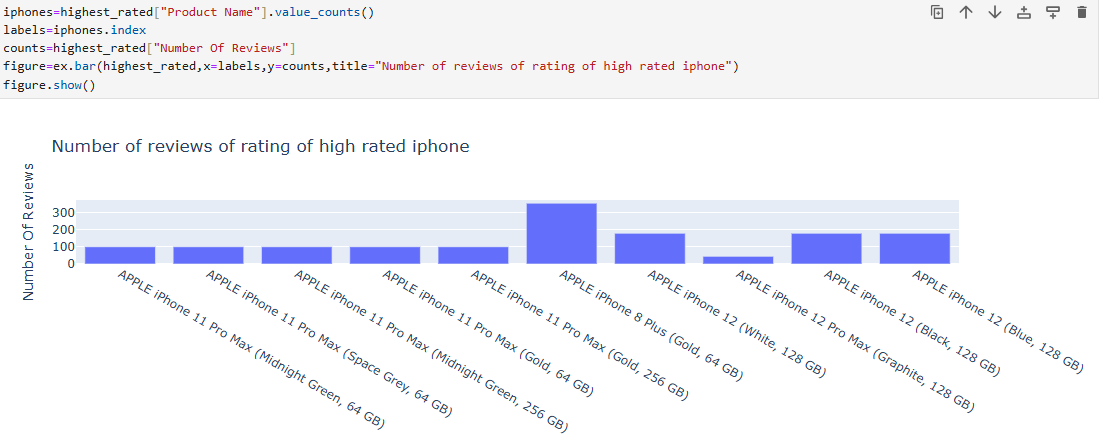 iphones=highest_rated["Product Name"].value_counts()
labels=iphones.index
counts=highest_rated["Number Of Reviews"]
figure=ex.bar(highest_rated,x=labels,y=counts,title="Number of reviews of rating of high rated iphone")
figure.show()
Number of reviews of rating of high rated iphone
Number Of Reviews
300
200
100
0
APPLE iPhone 11 Pro Max (Midnight Green, 64 GB)
APPLE iPhone 11 Pro Max (Space Grey, 64 GB)
APPLE iPhone 11 Pro Max (Midnight Green, 256 GB)
APPLE iPhone 11 Pro Max (Gold, 64 GB)
APPLE iPhone 11 Pro Max (Gold, 256 GB)
APPLE iPhone 8 Plus (Gold, 64 GB)
APPLE iPhone 12 (White, 128 GB)
APPLE iPhone 12 Pro Max (Graphite, 128 GB)
APPLE iPhone 12 (Black, 128 GB)
APPLE iPhone 12 (Blue, 128 GB)